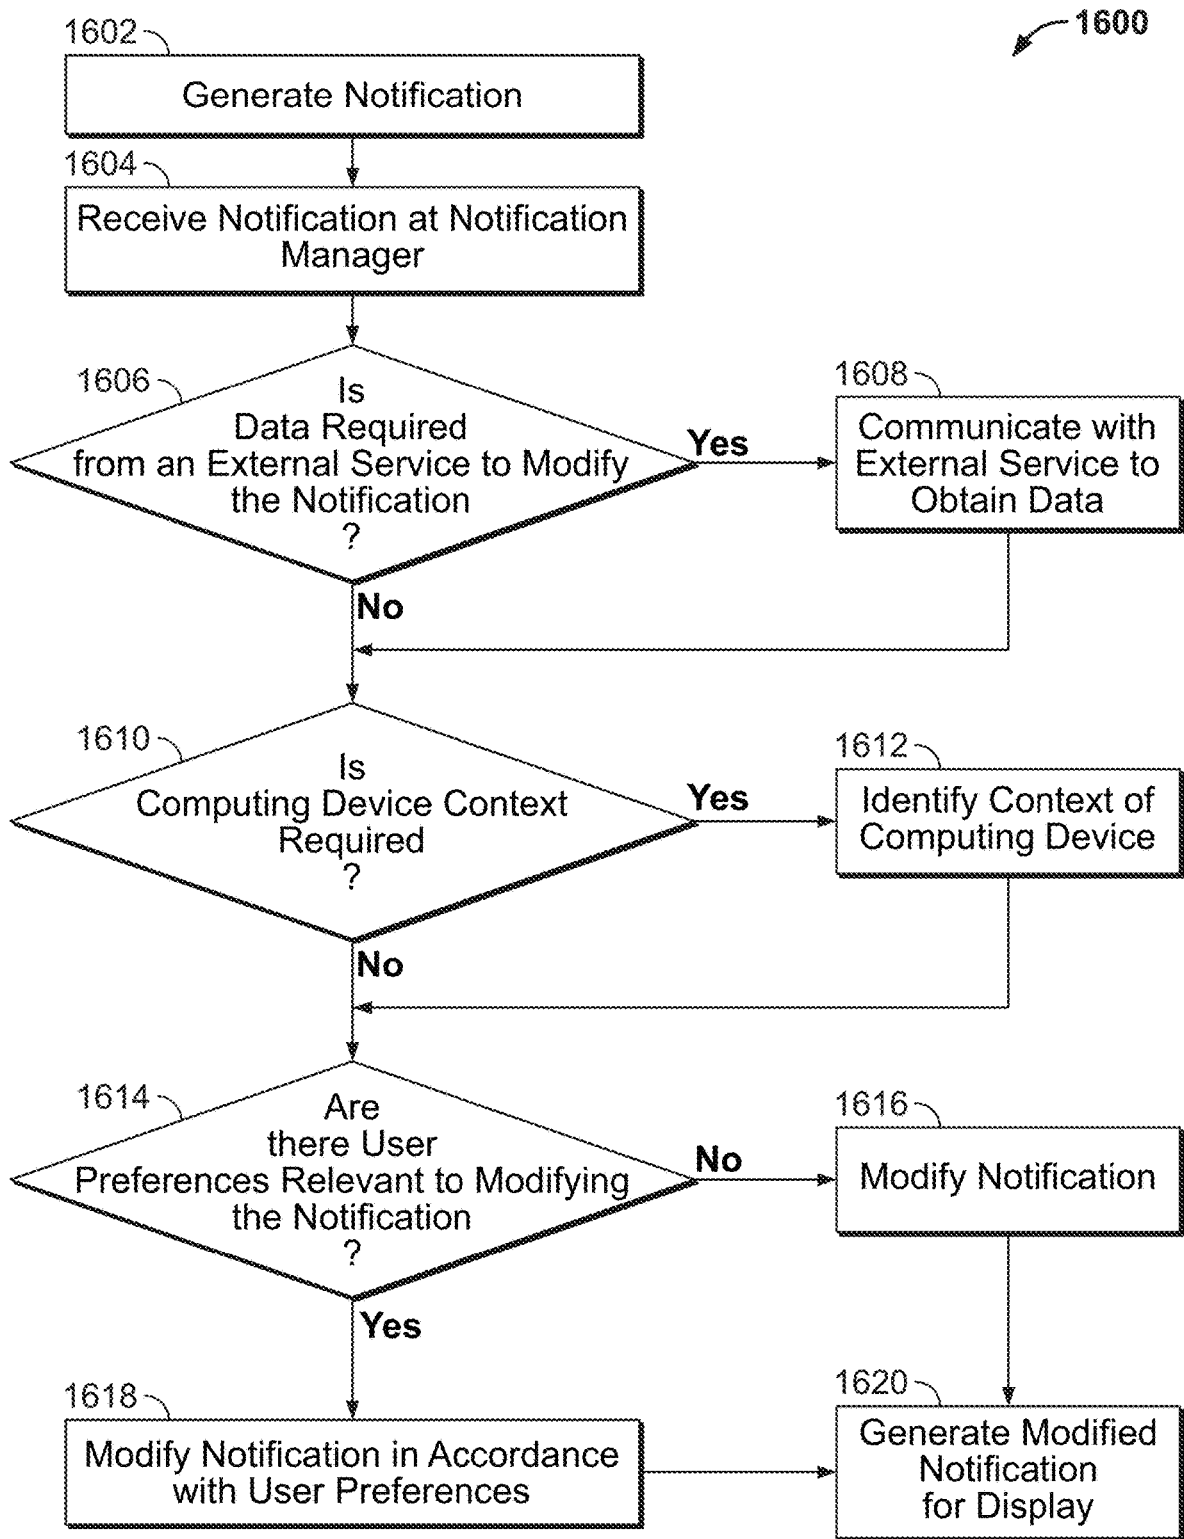 1600
1602
Generate Notification
1604
Receive Notification at Notification
Manager
1606
Is
Data Required
from an External Service to Modify
the Notification
?
Yes
1608
Communicate with
External Service to
Obtain Data
No
1610
Is
Computing Device Context
Required
?
Yes
1612
Identify Context of
Computing Device
No
1614
Are
there User
Preferences Relevant to Modifying
the Notification
?
No
1616
Modify Notification
Yes
1618
Modify Notification in Accordance
with User Preferences
1620
Generate Modified
Notification
for Display